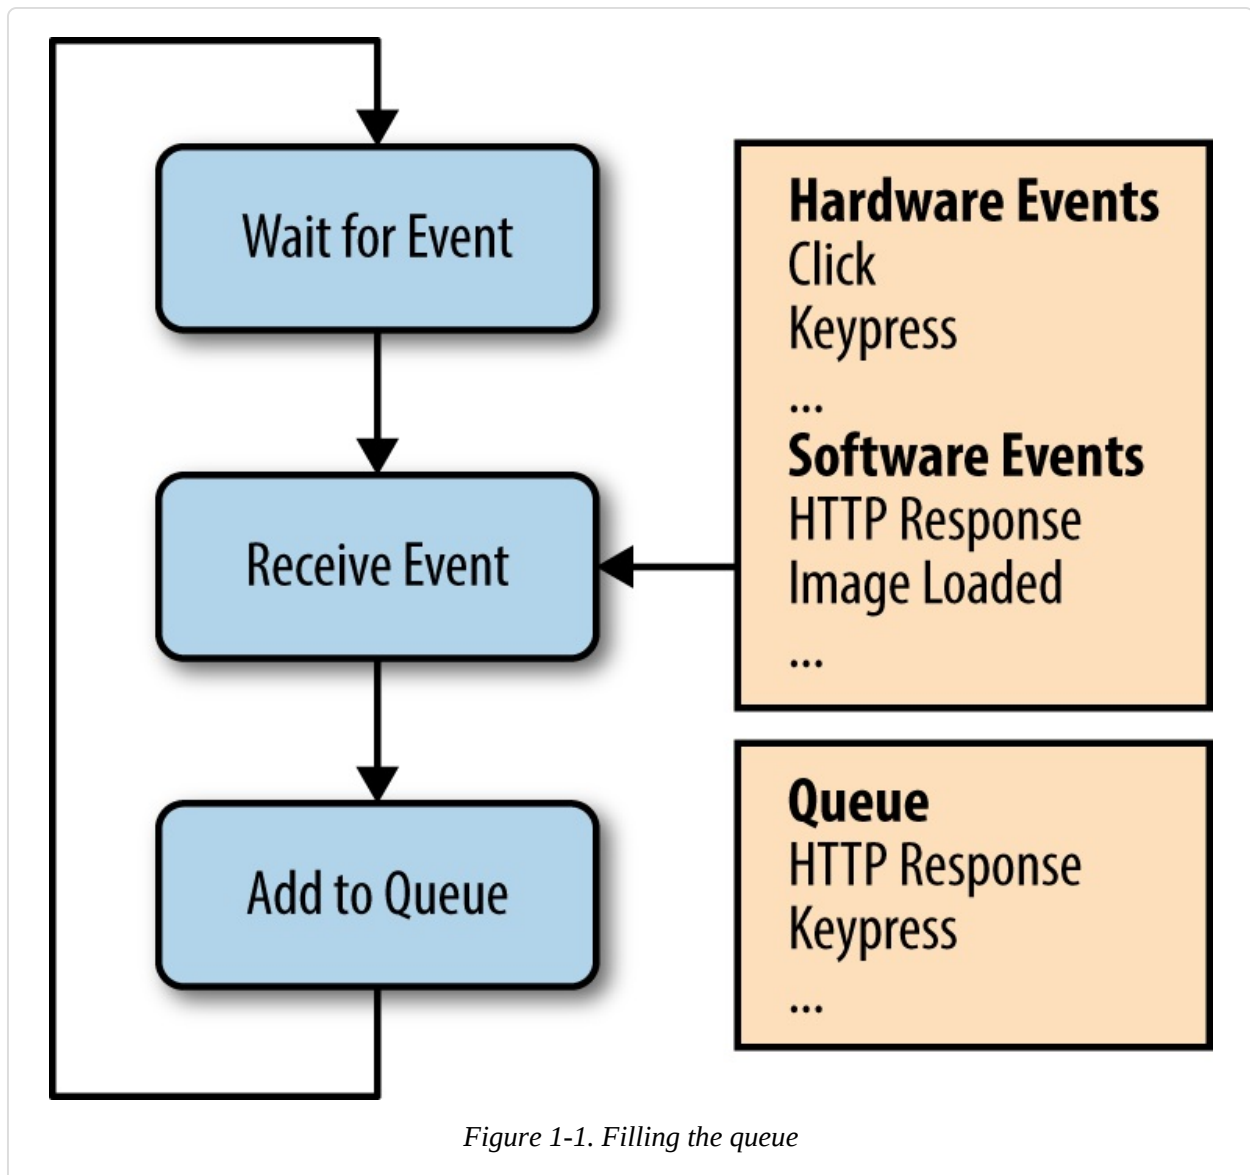 Wait for Event
Receive Event
Add to Queue
Hardware Events
Click
Keypress
...
Software Events
HTTP Response
Image Loaded
...
Queue
HTTP Response
Keypress
...
Figure 1-1. Filling the queue